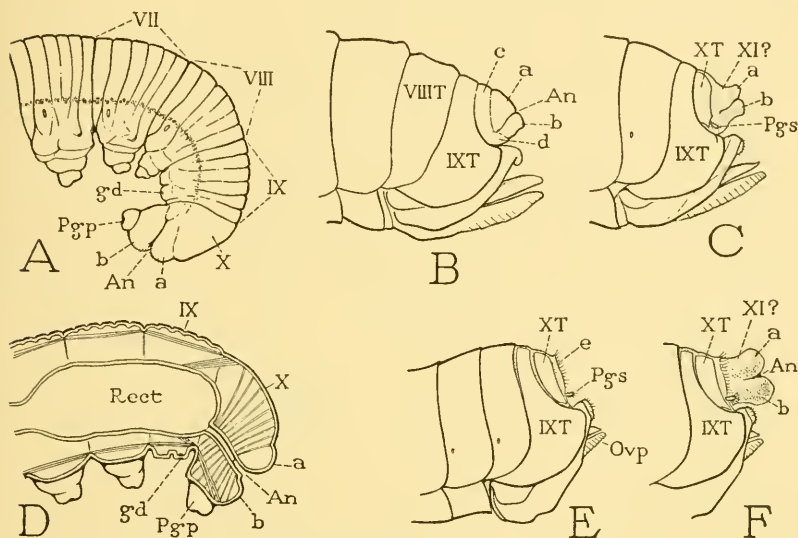 VII
VIII
IX
X
gd
Pgp
b
An
a
A
VIIIT
IXT
c
a
An
b
d
B
XT
XI?
a
b
Pgs
IXT
C
IX
X
Rect
a
An
gd
Pgp
b
D
XT
e
Pgs
IXT
Ovp
E
XT
XI?
a
An
b
IXT
F